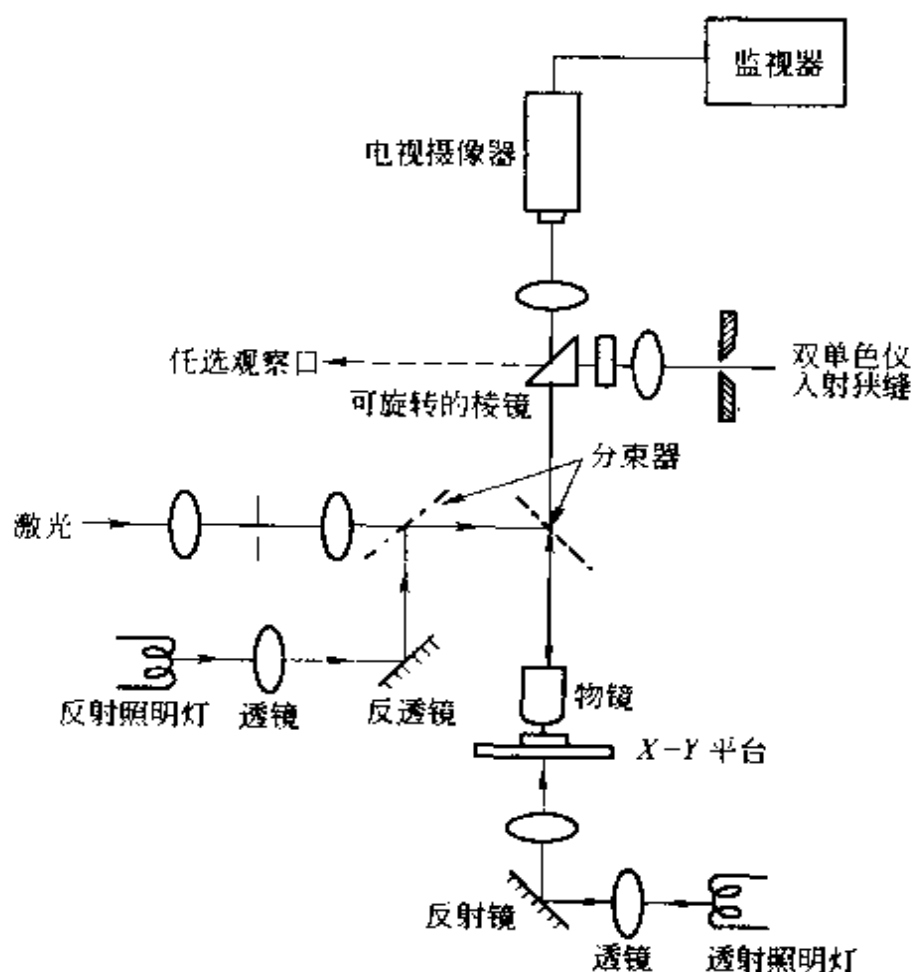 监视器
电视摄像器
任选观察口
可旋转的棱镜
双单色仪
入射狭缝
分束器
激光
反射照明灯
透镜
反透镜
物镜
X-Y 平台
反射镜
透镜
透射照明灯